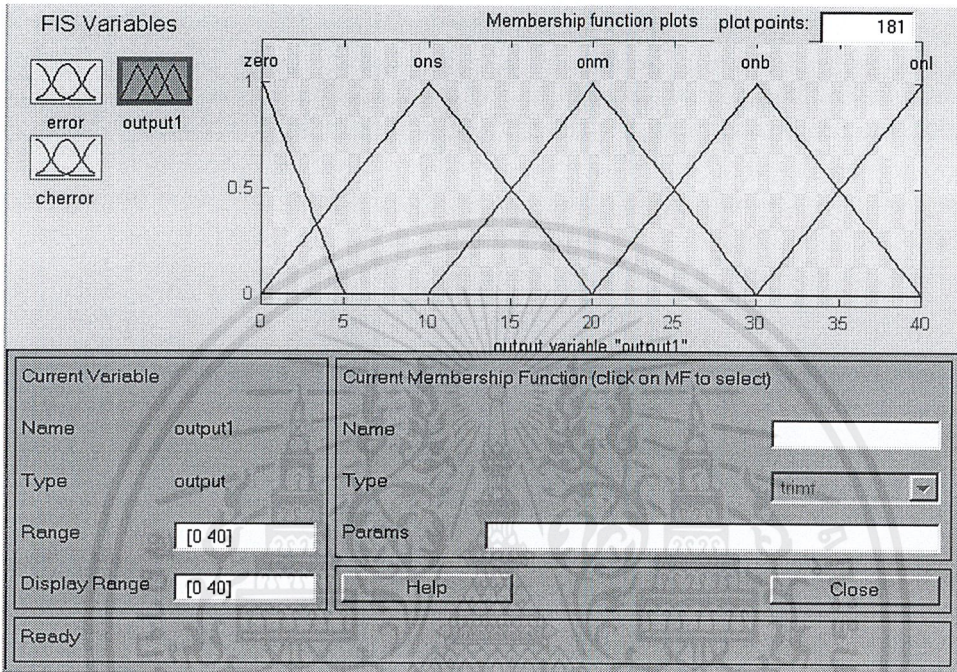 FIS Variables
Membership function plots
plot points:
181
zero
ons
onm
onb
onl
error
output1
cherror
1
0.5
0
0
5
10
15
20
25
30
35
40
output variable "output1"
Current Variable
Name
output1
Type
output
Range
[0 40]
Display Range
[0 40]
Current Membership Function (click on MF to select)
Name
Type
trimf
Params
Help
Close
Ready